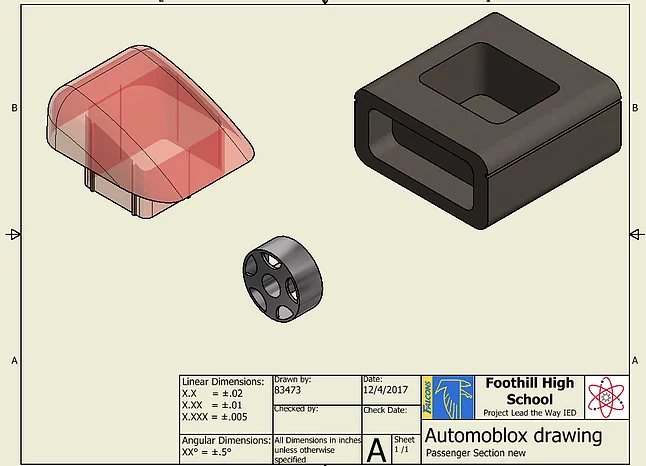 B
B
A
A
Linear Dimensions:
X.X = ±.02
X.XX = ±.01
X.XXX = ±.005
Angular Dimensions:
XX° = ±.5°
Drawn by:
83473
Checked by:
All Dimensions in inches
unless otherwise
specified
Date:
12/4/2017
Check Date:
A
Sheet
1 /1
FALCONS
Foothill High
School
Project Lead the Way IED
Automoblox drawing
Passenger Section new